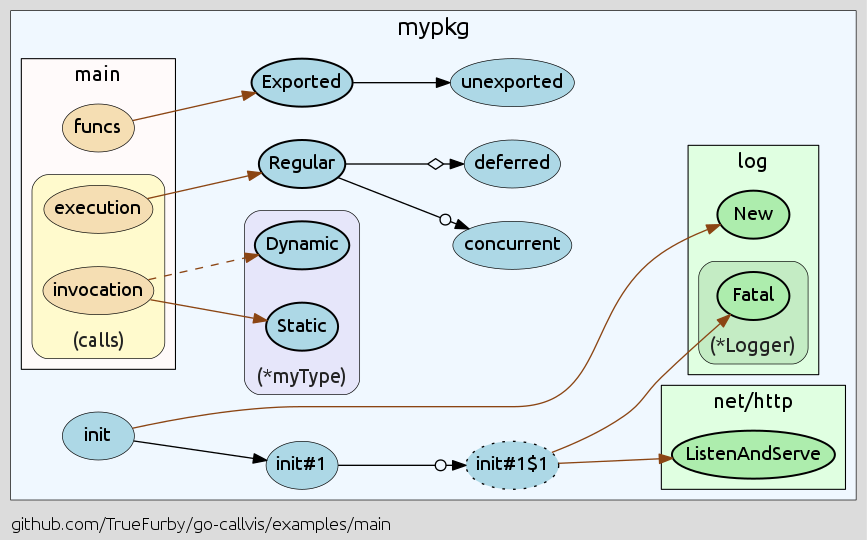 mypkg
main
funcs
execution
invocation
(calls)
Exported
unexported
Regular
deferred
concurrent
Dynamic
Static
(*myType)
log
New
Fatal
(*Logger)
net/http
ListenAndServe
init
init#1
init#1$1
github.com/TrueFurby/go-callvis/examples/main